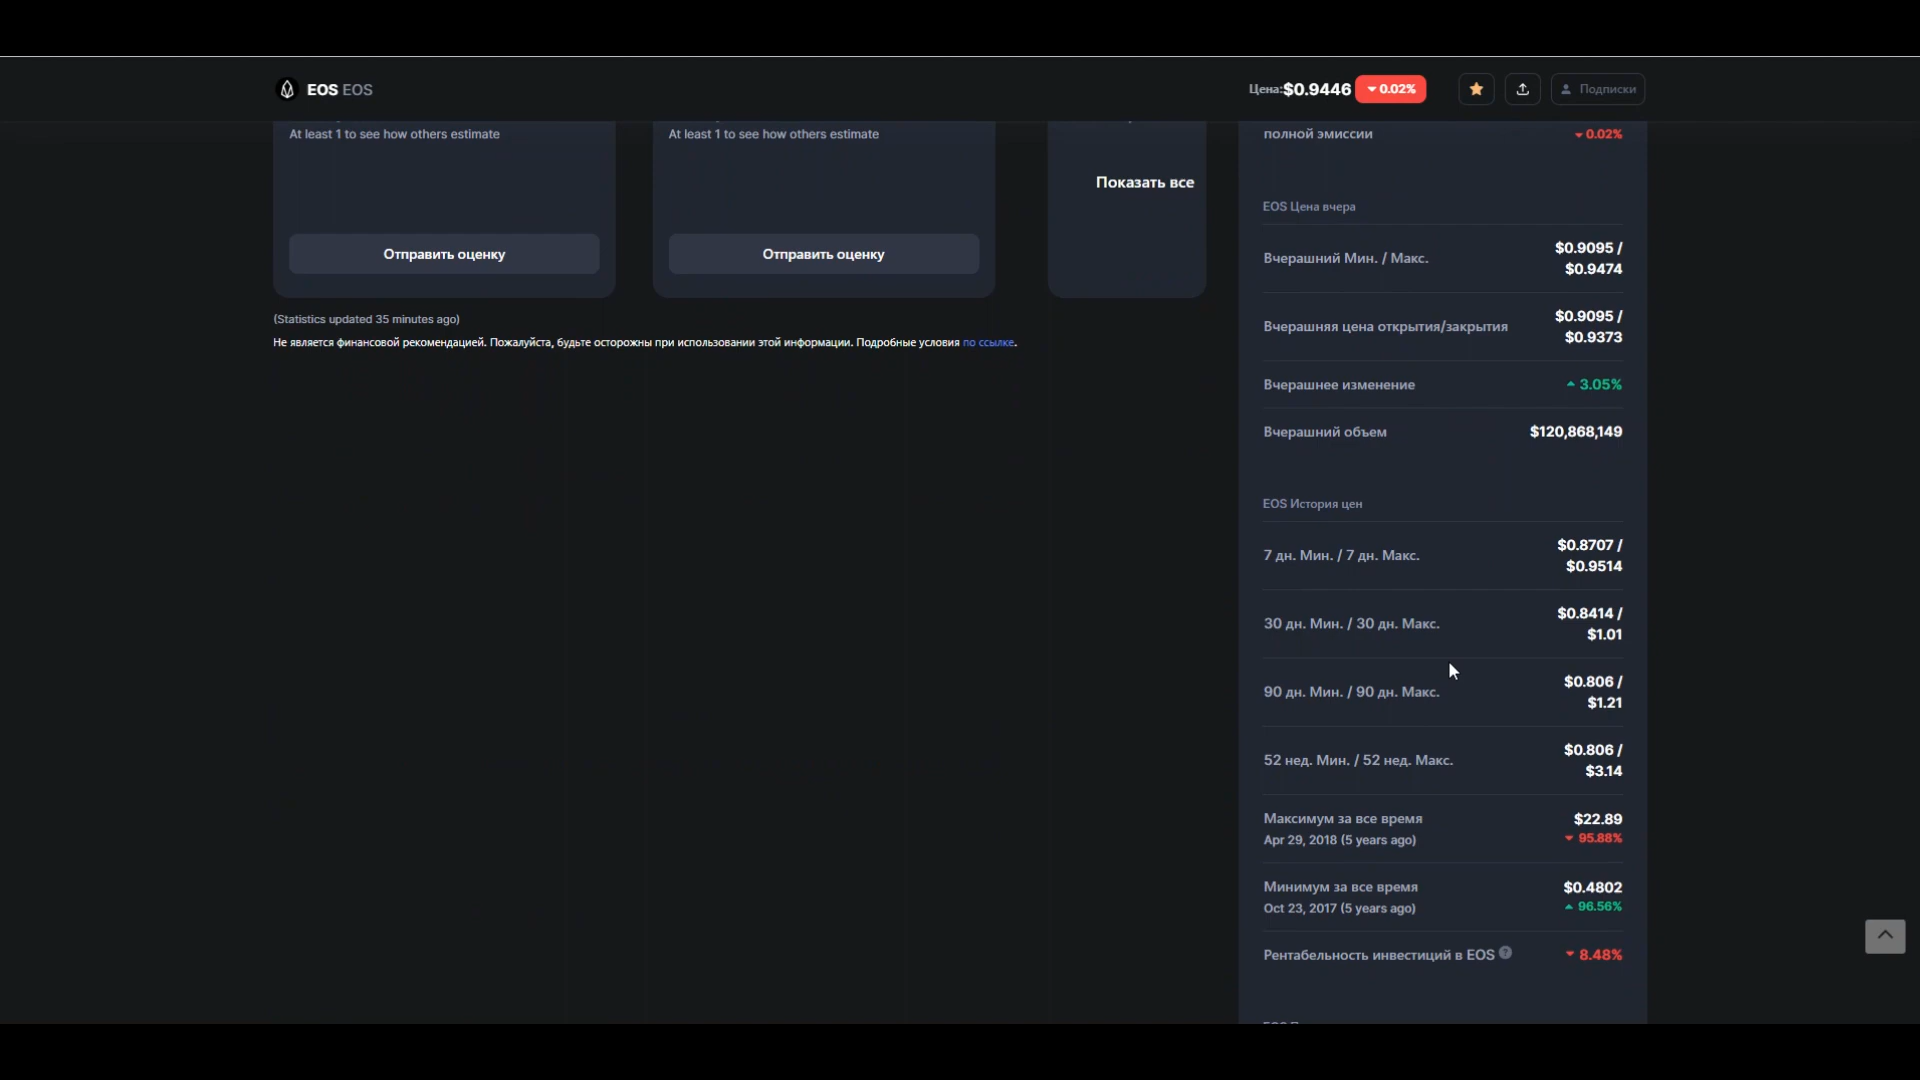 EOS EOS
Цена:$0.9446 0.02%
Подписки
At least 1 to see how others estimate
At least 1 to see how others estimate
Показать все
Отправить оценку
Отправить оценку
(Statistics updated 35 minutes ago)
Не является финансовой рекомендацией. Пожалуйста, будьте осторожны при использовании этой информации. Подробные условия по ссылке.
полной эмиссии
0.02%
EOS Цена вчера
Вчерашний Мин. / Макс.
$0.9095 /
$0.9474
Вчерашняя цена открытия/закрытия
$0.9095 /
$0.9373
Вчерашнее изменение
3.05%
Вчерашний объем
$120,868,149
EOS История цен
7 дн. Мин. / 7 дн. Макс.
$0.8707 /
$0.9514
30 дн. Мин. / 30 дн. Макс.
$0.8414 /
$1.01
90 дн. Мин. / 90 дн. Макс.
$0.806 /
$1.21
52 нед. Мин. / 52 нед. Макс.
$0.806 /
$3.14
Максимум за все время
$22.89
Apr 29, 2018 (5 years ago)
95.88%
Минимум за все время
$0.4802
Oct 23, 2017 (5 years ago)
96.56%
Рентабельность инвестиций в EOS ?
8.48%